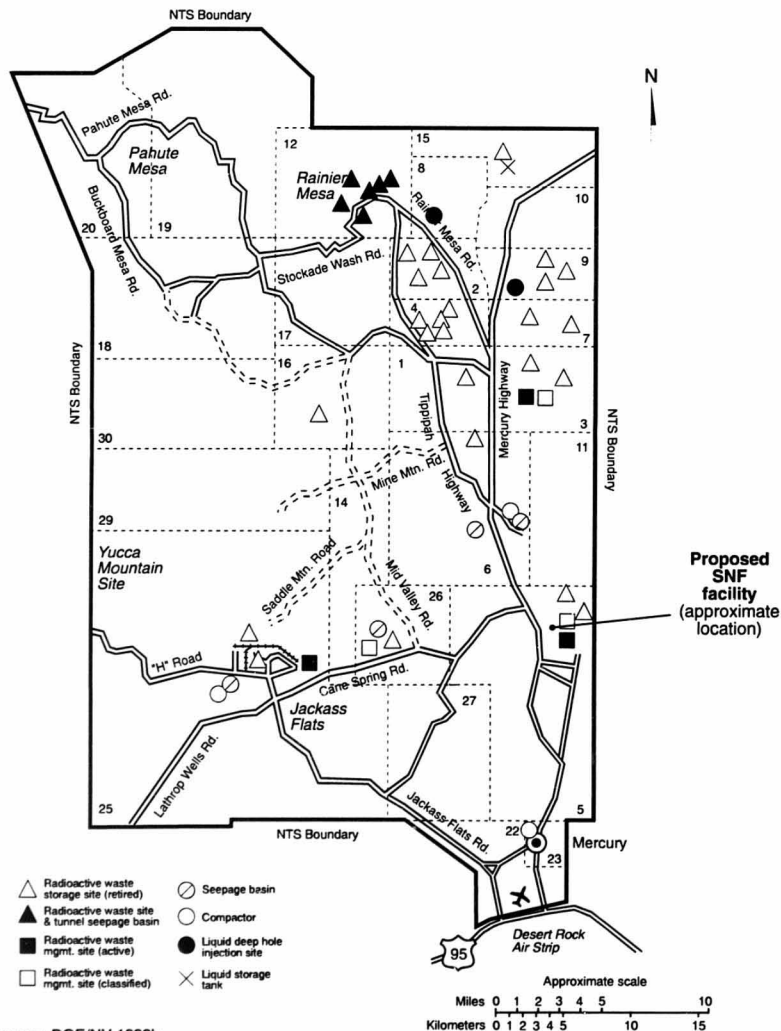 NTS Boundary
N
Pahute Mesa Rd.
Pahute
Mesa
12
15
8
Rainier
Mesa
Rainier Mesa Rd.
10
Buckboard Mesa Rd.
20
19
Stockade Wash Rd.
9
2
4
7
17
18
16
1
NTS Boundary
Tippipah
Highway
Mercury Highway
NTS Boundary
3
11
30
Mine Mtn. Rd.
14
29
Yucca
Mountain
Site
Saddle Mtn. Road
Mid Valley Rd.
6
26
Proposed
SNF
facility
(approximate
location)
"H" Road
Cane Spring Rd.
27
Jackass
Flats
Lathrop Wells Rd.
25
Jackass Flats Rd.
5
NTS Boundary
22
Mercury
23
95
Desert Rock
Air Strip
Radioactive waste
storage site (retired)
Radioactive waste site
& tunnel seepage basin
Radioactive waste
mgmt. site (active)
Radioactive waste
mgmt. site (classified)
Seepage basin
Compactor
Liquid deep hole
injection site
Liquid storage
tank
Approximate scale
Miles 0 1 2 3 4 5 10
Kilometers 0 1 2 3 4 5 10 15